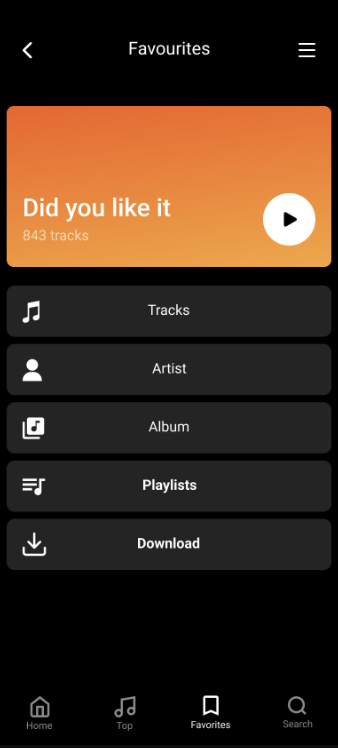 Favourites
Did you like it
843 tracks
Tracks
Artist
Album
Playlists
Download
Home
Top
Favorites
Search